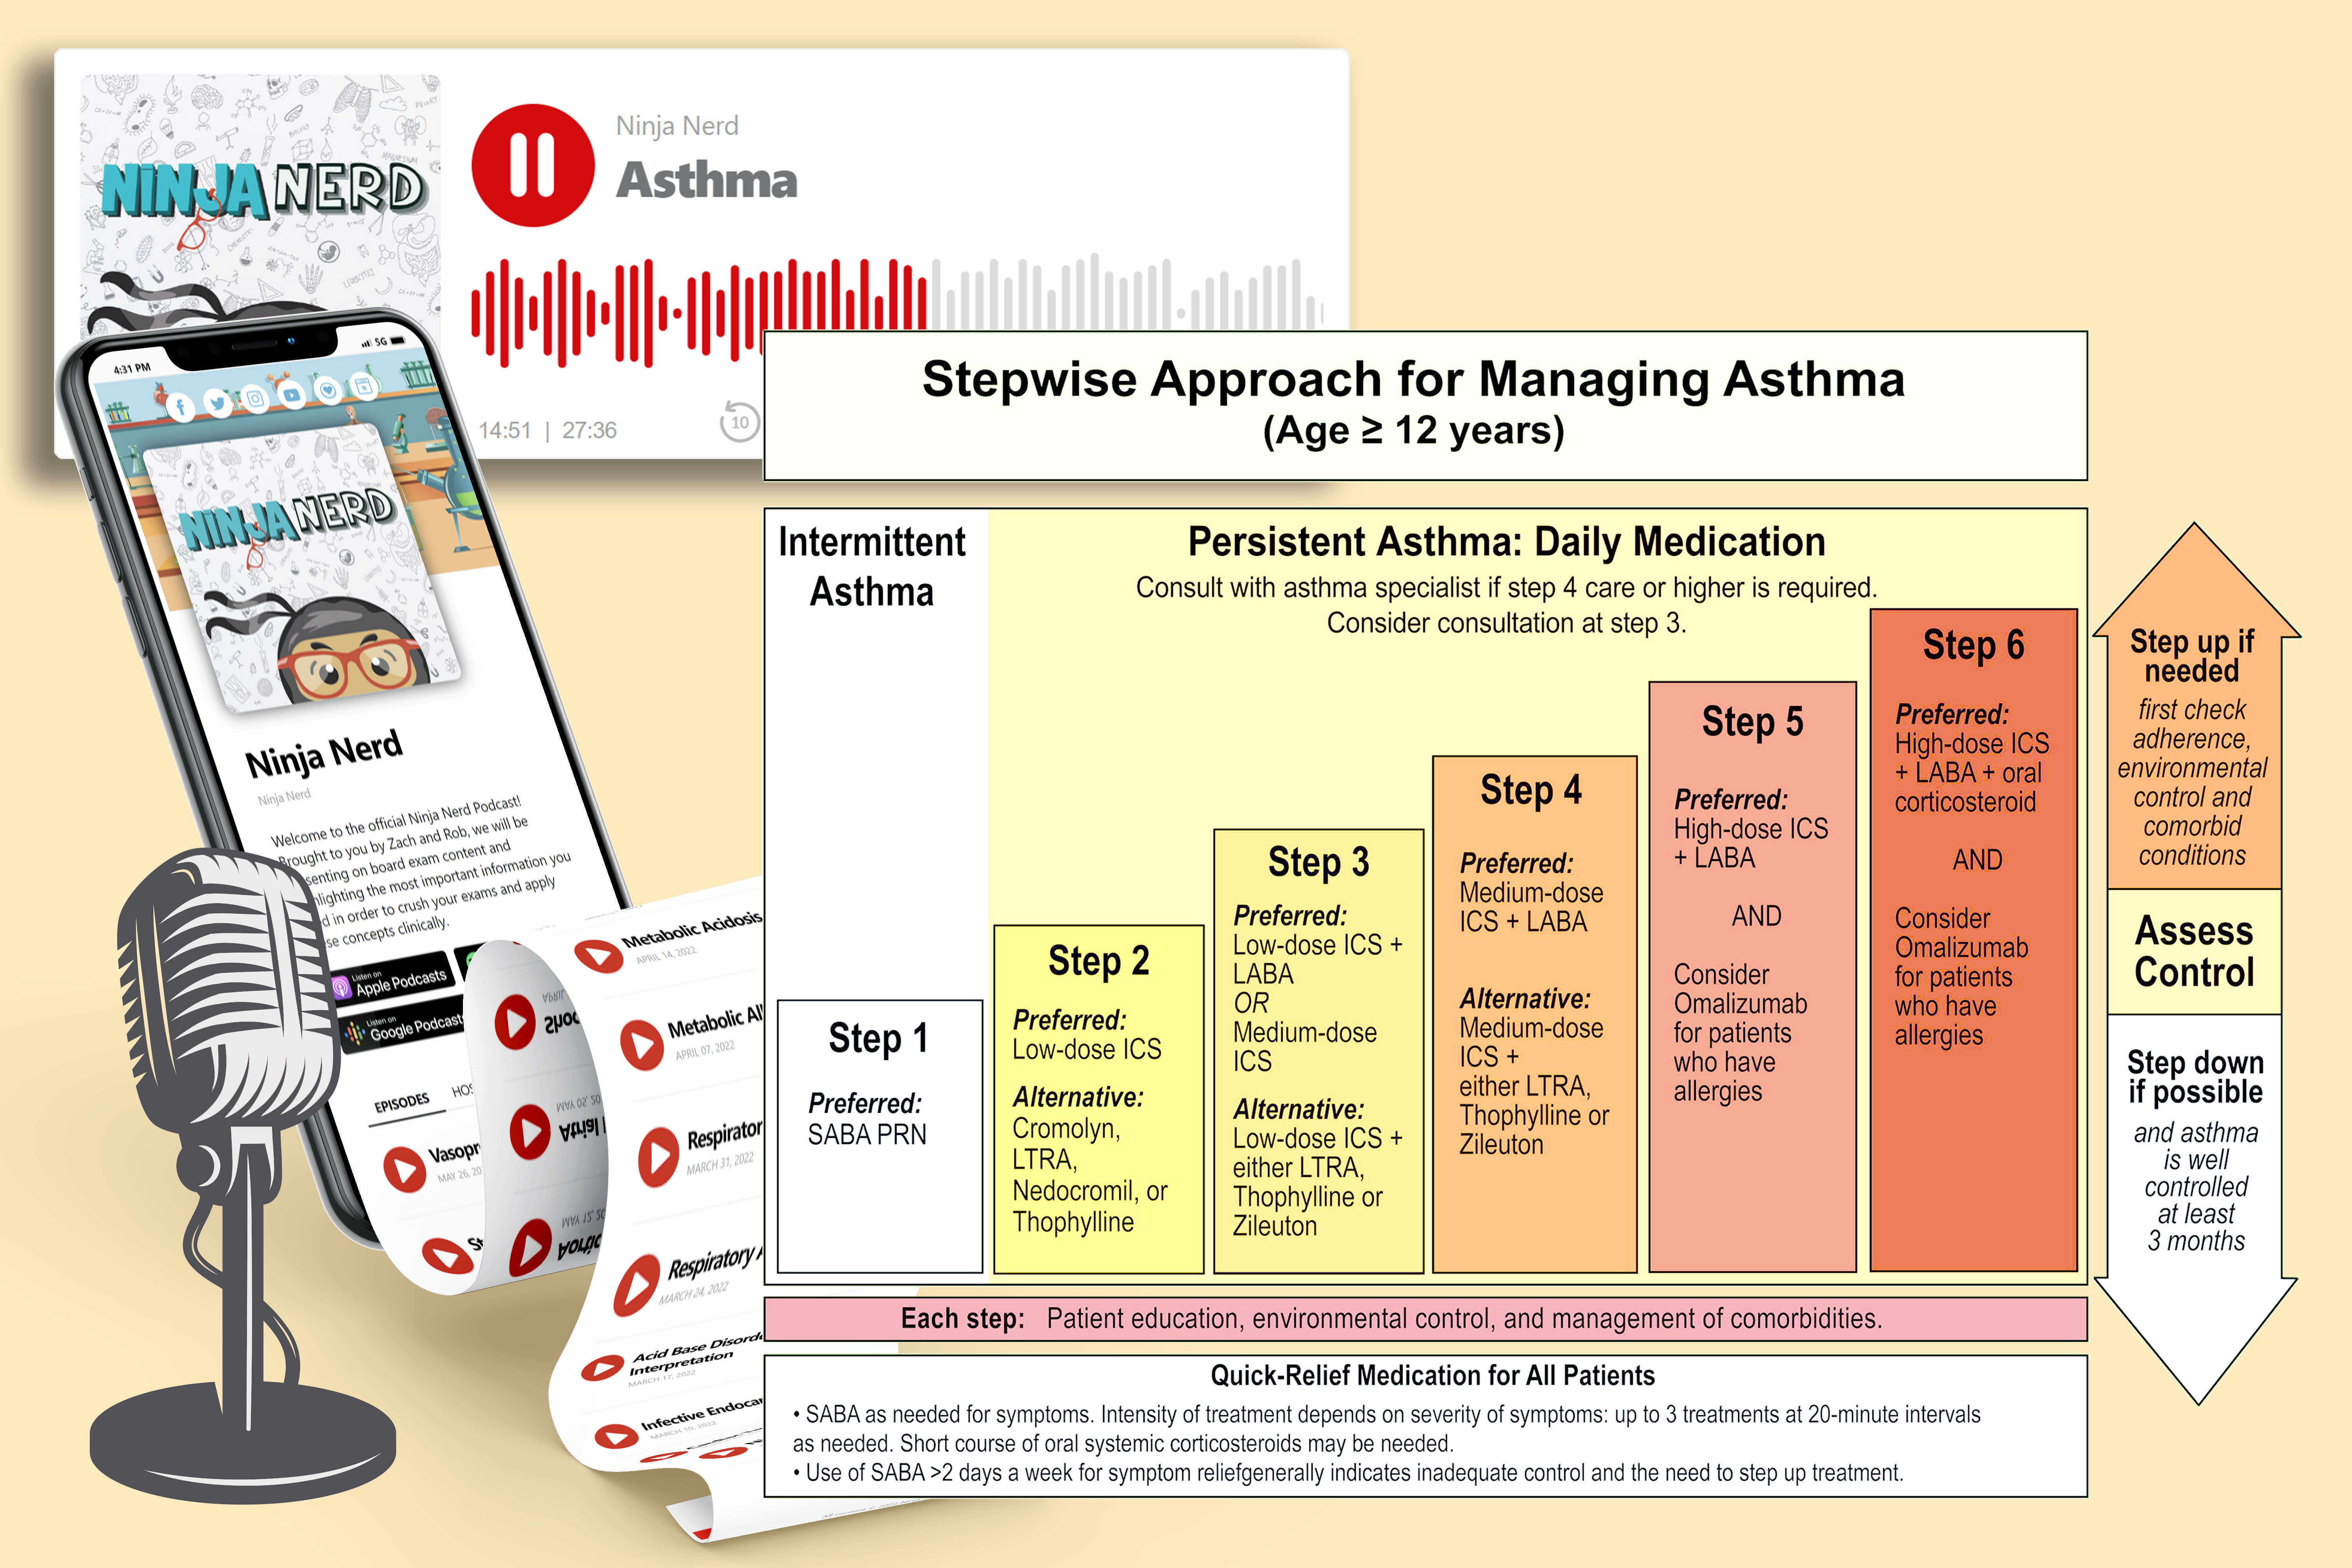 NINJA NERD
Ninja Nerd
Asthma
14:51 | 27:36
10
4:31 PM
5G
NINJA NERD
Ninja Nerd
Ninja Nerd
Welcome to the official Ninja Nerd Podcast!
Brought to you by Zach and Rob, we will be
senting on board exam content and
hlighting the most important information you
d in order to crush your exams and apply
se concepts clinically.
Listen on
Apple Podcasts
Listen on
Google Podcasts
EPISODES
HOS
Vasopr
MAY 26, 20
St
Metabolic Acidosis
APRIL 14, 2022
Metabolic Al
APRIL 07, 2022
Respirator
MARCH 31, 2022
Respiratory A
MARCH 24, 2022
Acid Base Disord
Interpretation
MARCH 17, 2022
Infective Endocar
MARCH 10, 2022
Stepwise Approach for Managing Asthma
(Age ≥ 12 years)
Intermittent
Asthma
Persistent Asthma: Daily Medication
Consult with asthma specialist if step 4 care or higher is required.
Consider consultation at step 3.
Step 1
Preferred:
SABA PRN
Step 2
Preferred:
Low-dose ICS
Alternative:
Cromolyn,
LTRA,
Nedocromil, or
Thophylline
Step 3
Preferred:
Low-dose ICS +
LABA
OR
Medium-dose
ICS
Alternative:
Low-dose ICS +
either LTRA,
Thophylline or
Zileuton
Step 4
Preferred:
Medium-dose
ICS + LABA
Alternative:
Medium-dose
ICS +
either LTRA,
Thophylline or
Zileuton
Step 5
Preferred:
High-dose ICS
+ LABA
AND
Consider
Omalizumab
for patients
who have
allergies
Step 6
Preferred:
High-dose ICS
+ LABA + oral
corticosteroid
AND
Consider
Omalizumab
for patients
who have
allergies
Step up if
needed
first check
adherence,
environmental
control and
comorbid
conditions
Assess
Control
Step down
if possible
and asthma
is well
controlled
at least
3 months
Each step: Patient education, environmental control, and management of comorbidities.
Quick-Relief Medication for All Patients
• SABA as needed for symptoms. Intensity of treatment depends on severity of symptoms: up to 3 treatments at 20-minute intervals
as needed. Short course of oral systemic corticosteroids may be needed.
• Use of SABA >2 days a week for symptom reliefgenerally indicates inadequate control and the need to step up treatment.